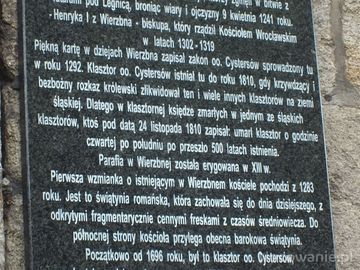 Tatarami pod Legnicą, broniąc wiary i ojczyzny 9 kwietnia 1241 roku.
- Henryka I z Wierzbna - biskupa, który rządził Kościołem Wrocławskim
w latach 1302 -1319
Piękną kartę w dziejach Wierzbna zapisał zakon oo. Cystersów sprowadzony tu
w roku 1292. Klasztor oo. Cystersów istniał tu do roku 1810, gdy krzywdzący i
bezbożny rozkaz królewski zlikwidował ten i wiele innych klasztorów na ziemi
śląskiej. Dlatego w klasztornej księdze zmarłych w jednym ze śląskich
klasztorów, ktoś pod datą 24 listopada 1810 zapisał: umarł klasztor o godzinie
czwartej po południu po przeszło 500 latach istnienia.
Parafia w Wierzbnej została erygowana w XIII w.
Pierwsza wzmianka o istniejącym w Wierzbnem kościele pochodzi z 1283
roku. Jest to świątynia romańska, która zachowała się do dnia dzisiejszego, z
odkrytymi fragmentarycznie cennymi freskami z czasów średniowiecza. Do
północnej strony kościoła przylega obecna barokowa świątynia.
Początkowo od 1696 roku, był to klasztor oo. Cystersów,